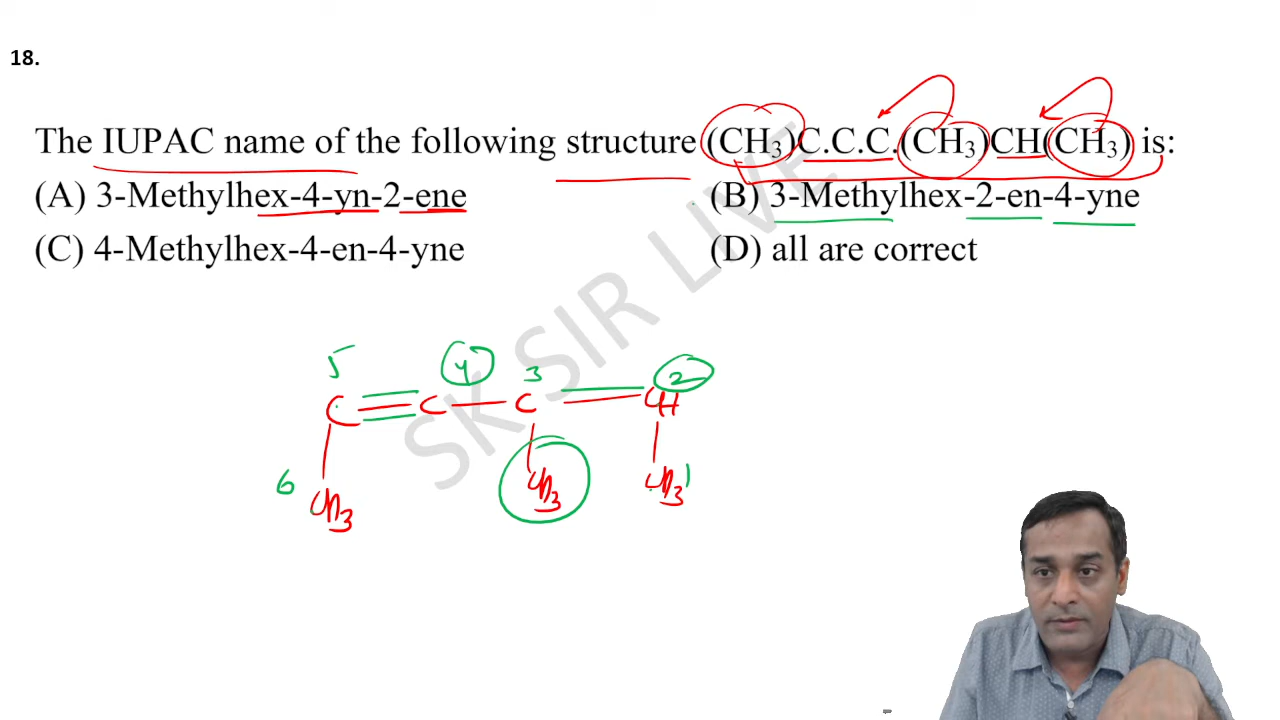 18.
The IUPAC name of the following structure (CH₃)C.C.C.(CH₃)CH(CH₃) is:
(A) 3-Methylhex-4-yn-2-ene
(B) 3-Methylhex-2-en-4-yne
(C) 4-Methylhex-4-en-4-yne
(D) all are correct
SK SIR LIVE
5 4 3 2
C≡C—C=CH
6 CH₃ CH₃ CH₃ 1